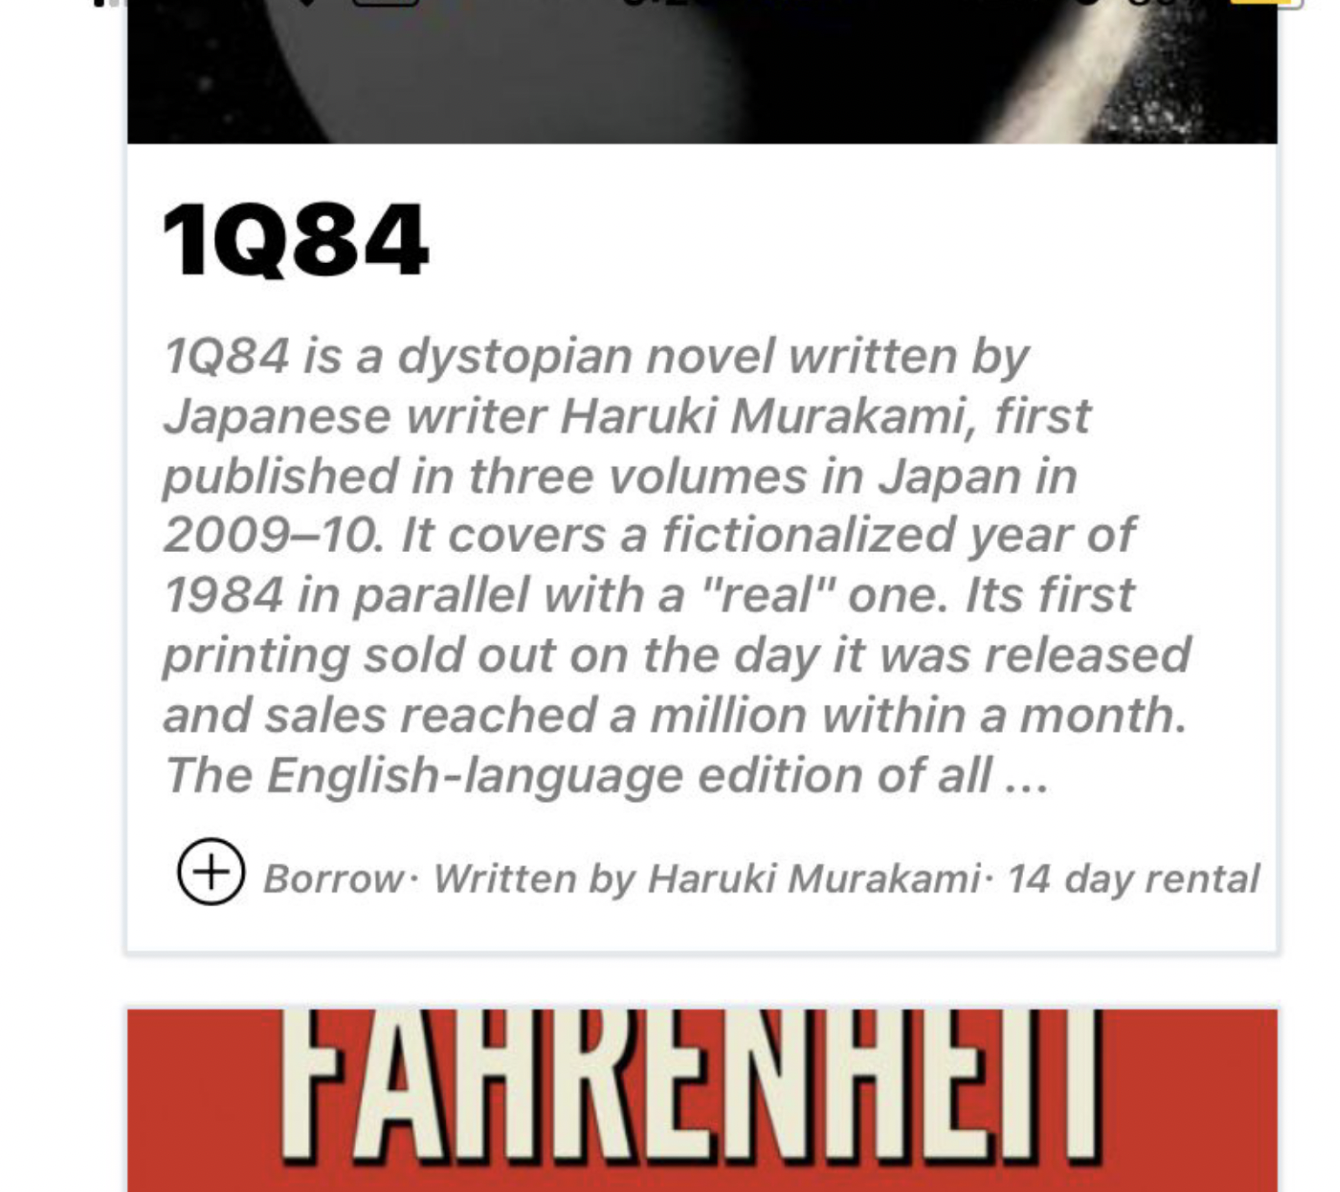 1Q84
1Q84 is a dystopian novel written by
Japanese writer Haruki Murakami, first
published in three volumes in Japan in
2009–10. It covers a fictionalized year of
1984 in parallel with a "real" one. Its first
printing sold out on the day it was released
and sales reached a million within a month.
The English-language edition of all ...
Borrow· Written by Haruki Murakami· 14 day rental
FAHRENHEIT